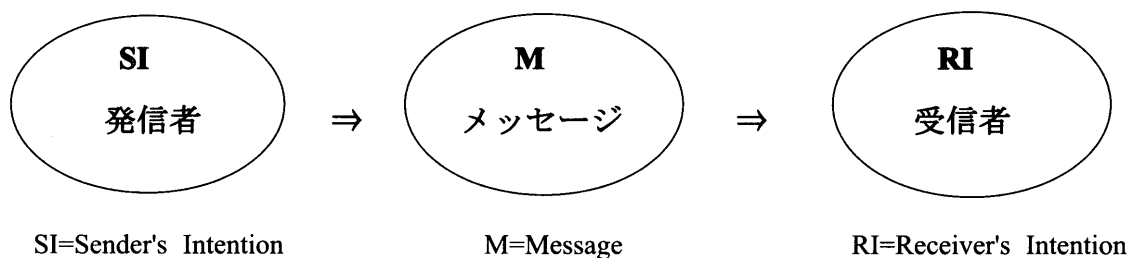 SI M RI
発信者 ⇒ メッセージ ⇒ 受信者
SI=Sender's Intention M=Message RI=Receiver's Intention